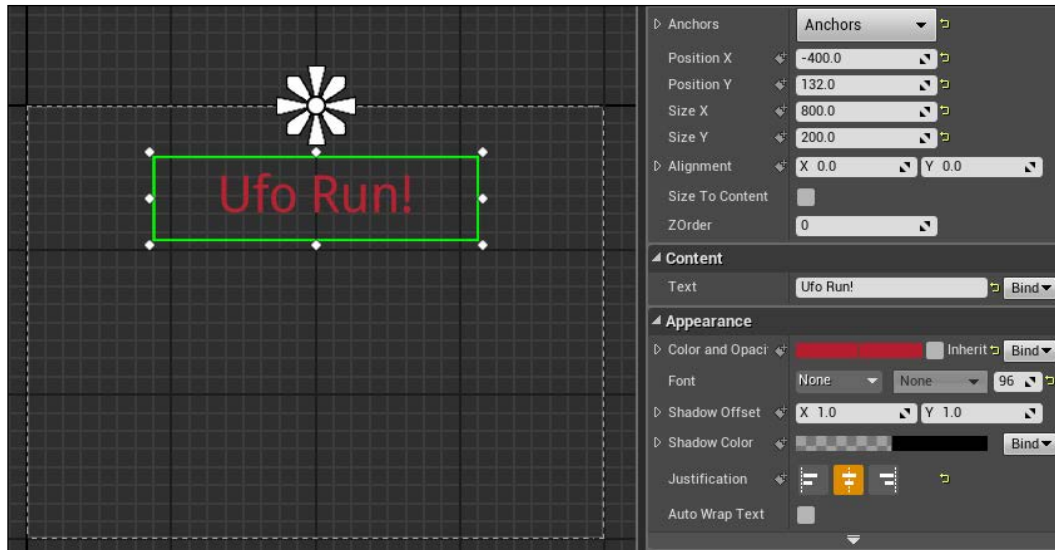 Ufo Run!
Anchors Anchors
Position X -400.0
Position Y 132.0
Size X 800.0
Size Y 200.0
Alignment X 0.0 Y 0.0
Size To Content
ZOrder 0
Content
Text Ufo Run! Bind
Appearance
Color and Opaci Inherit Bind
Font None None 96
Shadow Offset X 1.0 Y 1.0
Shadow Color Bind
Justification
Auto Wrap Text